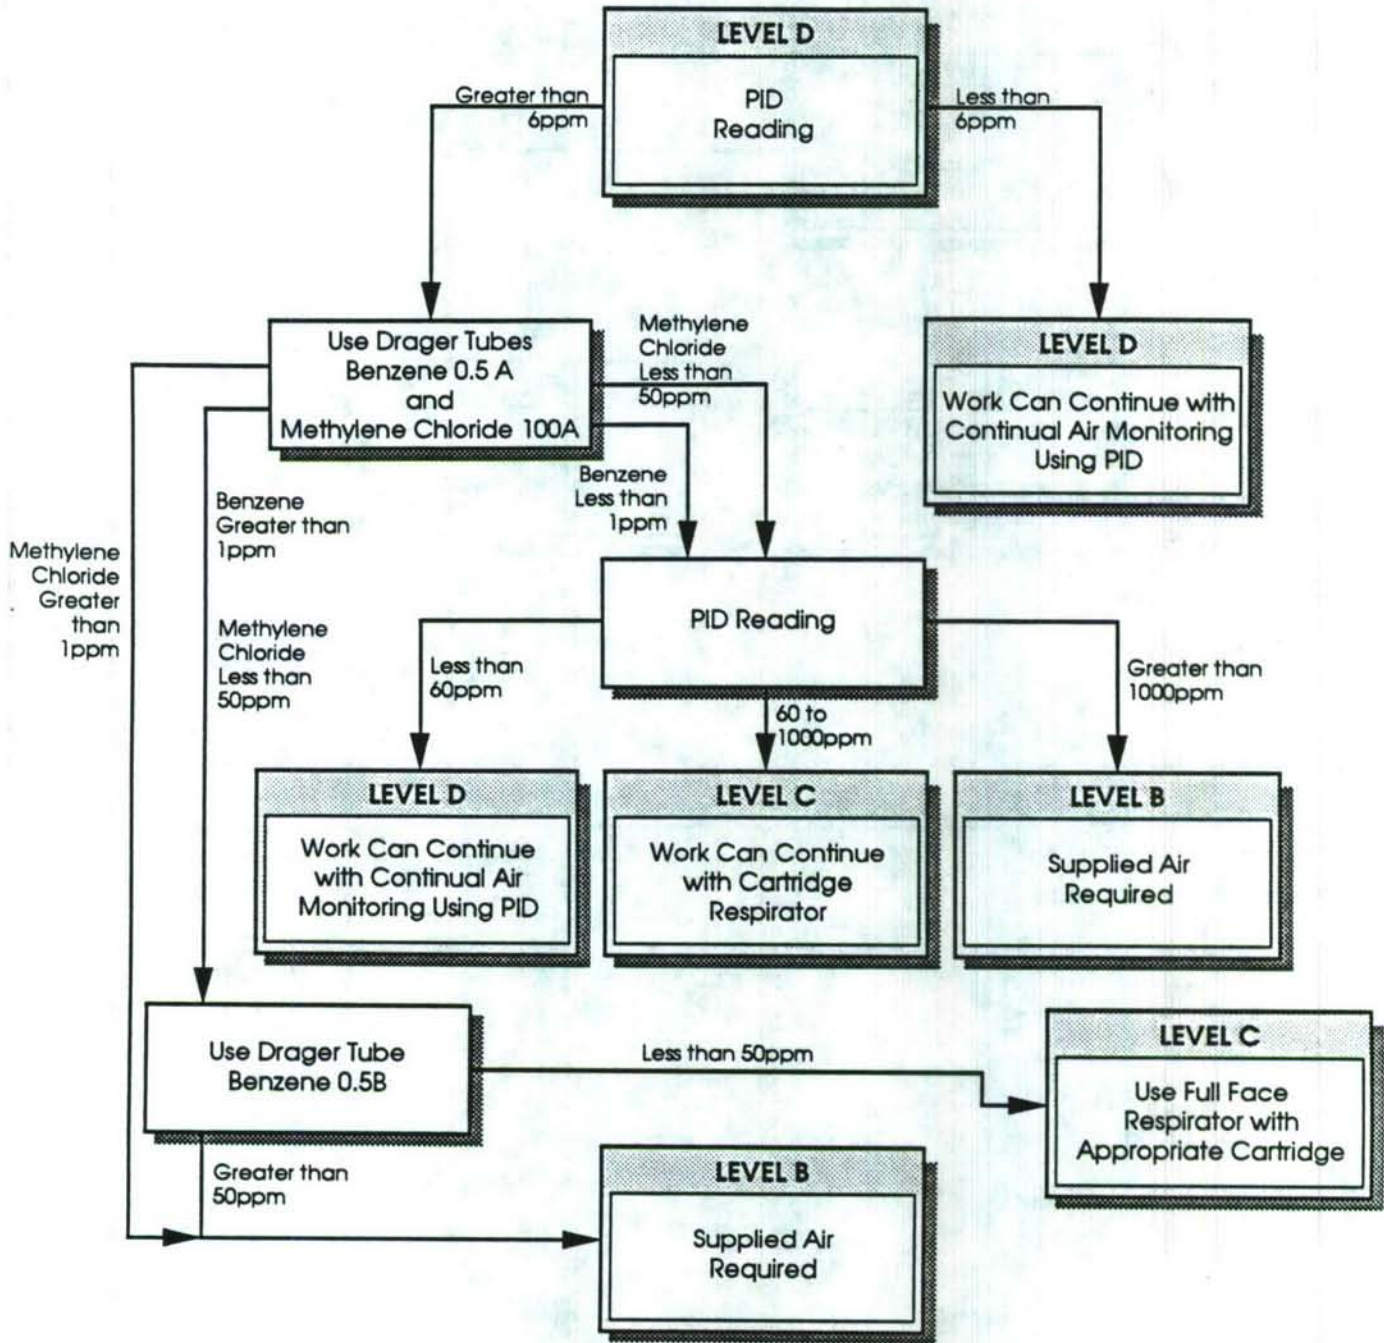 LEVEL D
PID
Reading
Greater than
6ppm
Less than
6ppm
Use Drager Tubes
Benzene 0.5 A
and
Methylene Chloride 100A
Methylene
Chloride
Less than
50ppm
LEVEL D
Work Can Continue with
Continual Air Monitoring
Using PID
Benzene
Less than
1ppm
Benzene
Greater than
1ppm
Methylene
Chloride
Greater
than
1ppm
Methylene
Chloride
Less than
50ppm
PID Reading
Less than
60ppm
60 to
1000ppm
Greater than
1000ppm
LEVEL D
Work Can Continue
with Continual Air
Monitoring Using PID
LEVEL C
Work Can Continue
with Cartridge
Respirator
LEVEL B
Supplied Air
Required
Use Drager Tube
Benzene 0.5B
Less than 50ppm
LEVEL C
Use Full Face
Respirator with
Appropriate Cartridge
Greater than
50ppm
LEVEL B
Supplied Air
Required